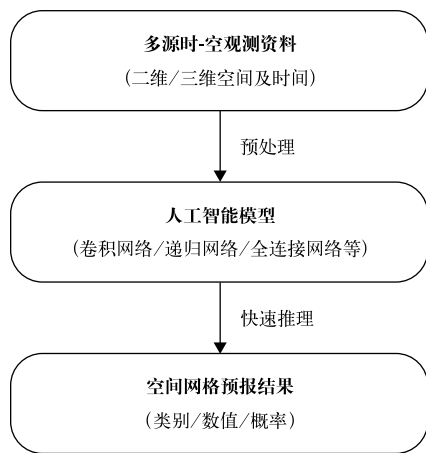 多源时-空观测资料
(二维/三维空间及时间)
预处理
人工智能模型
(卷积网络/递归网络/全连接网络等)
快速推理
空间网格预报结果
(类别/数值/概率)